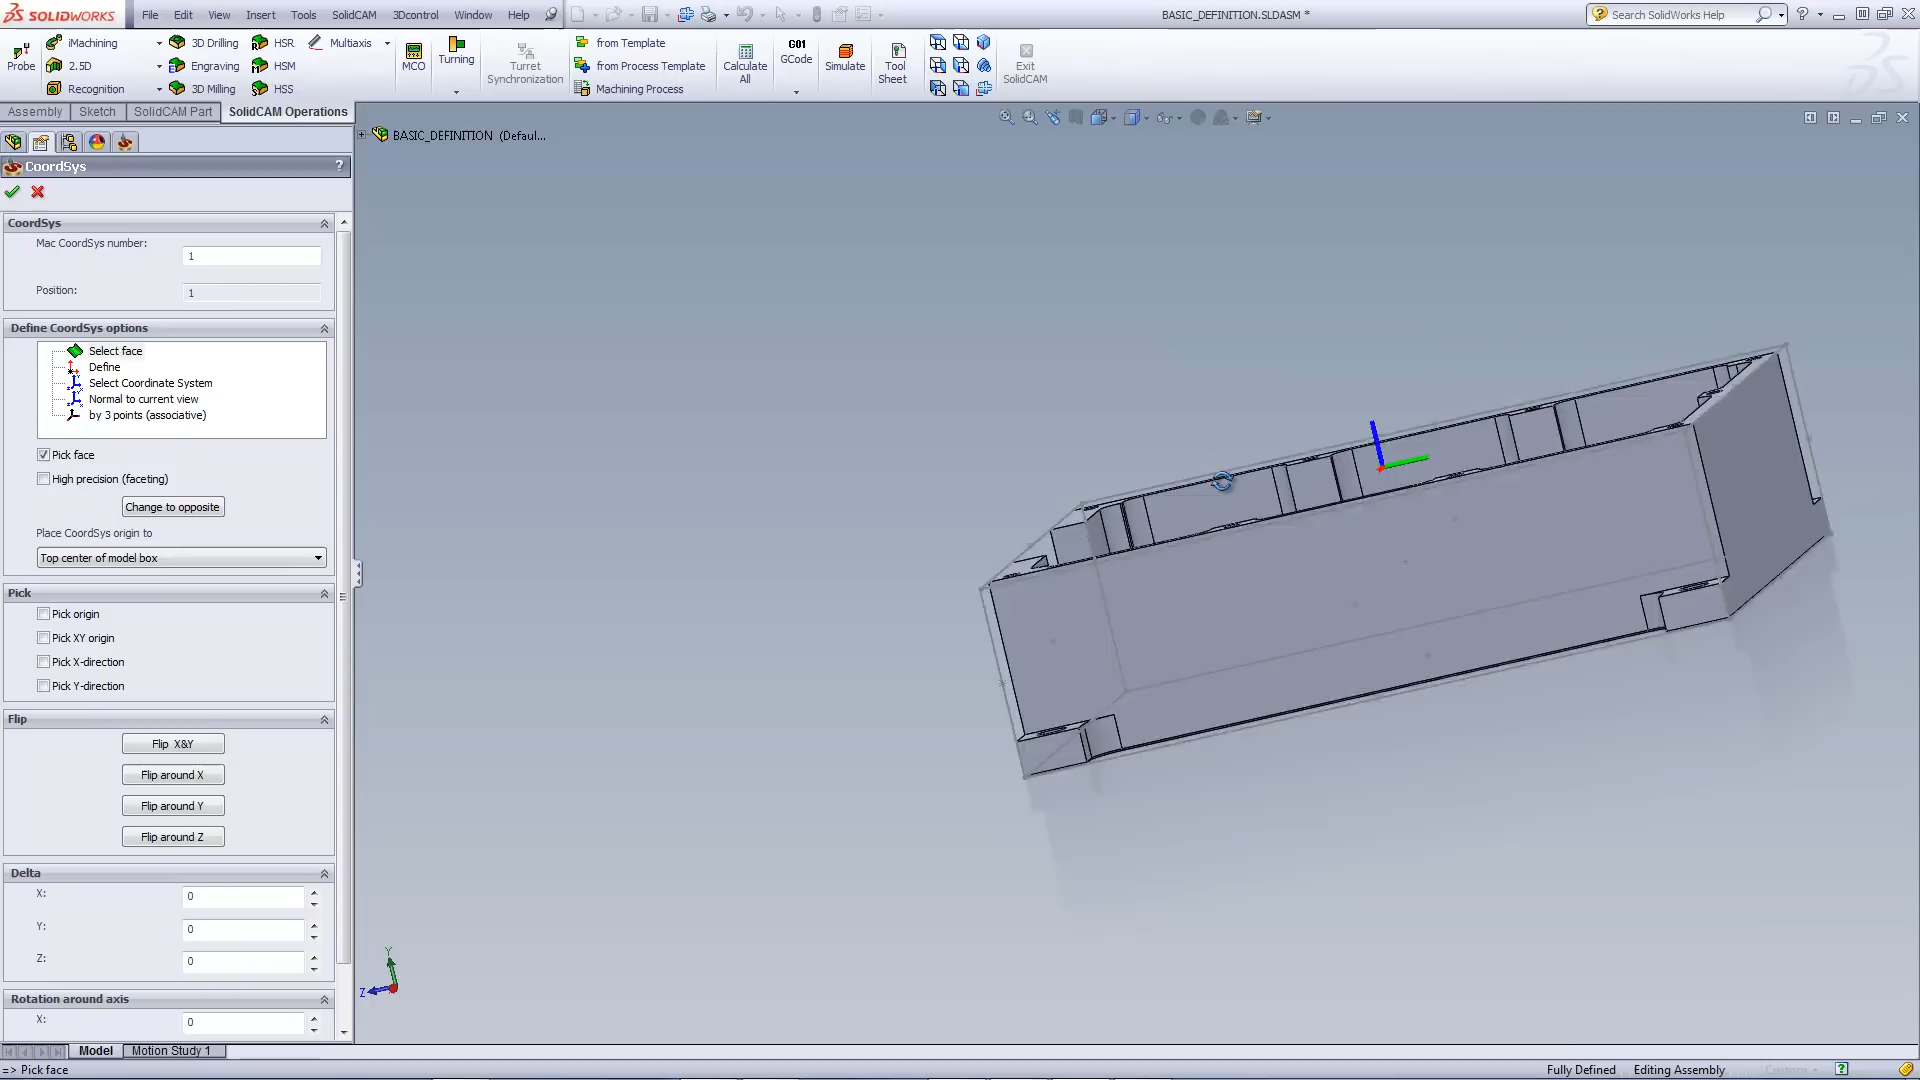 SOLIDWORKS File Edit View Insert Tools SolidCAM 3Dcontrol Window Help BASIC_DEFINITION.SLDASM * Search SolidWorks Help
Probe iMachining 3D Drilling HSR Multiaxis MCO Turning Turret Synchronization from Template Calculate All G01 GCode Simulate Tool Sheet Exit SolidCAM
2.5D Engraving HSM from Process Template
Recognition 3D Milling HSS Machining Process
Assembly Sketch SolidCAM Part SolidCAM Operations
BASIC_DEFINITION (Defaul...
CoordSys ?
CoordSys
Mac CoordSys number:
1
Position:
1
Define CoordSys options
Select face
Define
Select Coordinate System
Normal to current view
by 3 points (associative)
Pick face
High precision (faceting)
Change to opposite
Place CoordSys origin to
Top center of model box
Pick
Pick origin
Pick XY origin
Pick X-direction
Pick Y-direction
Flip
Flip X&Y
Flip around X
Flip around Y
Flip around Z
Delta
X: 0
Y: 0
Z: 0
Rotation around axis
X: 0
Y
Z
Model Motion Study 1
=> Pick face Fully Defined Editing Assembly Custom ?